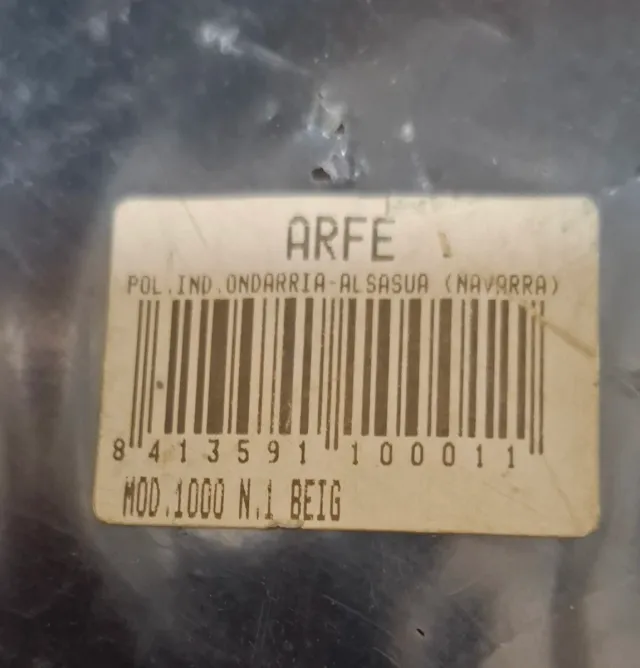 ARFE
POL.IND.ONDARRIA-ALSASUA (NAVARRA)
8 413591 100011
MOD.1000 N.1 BEIG